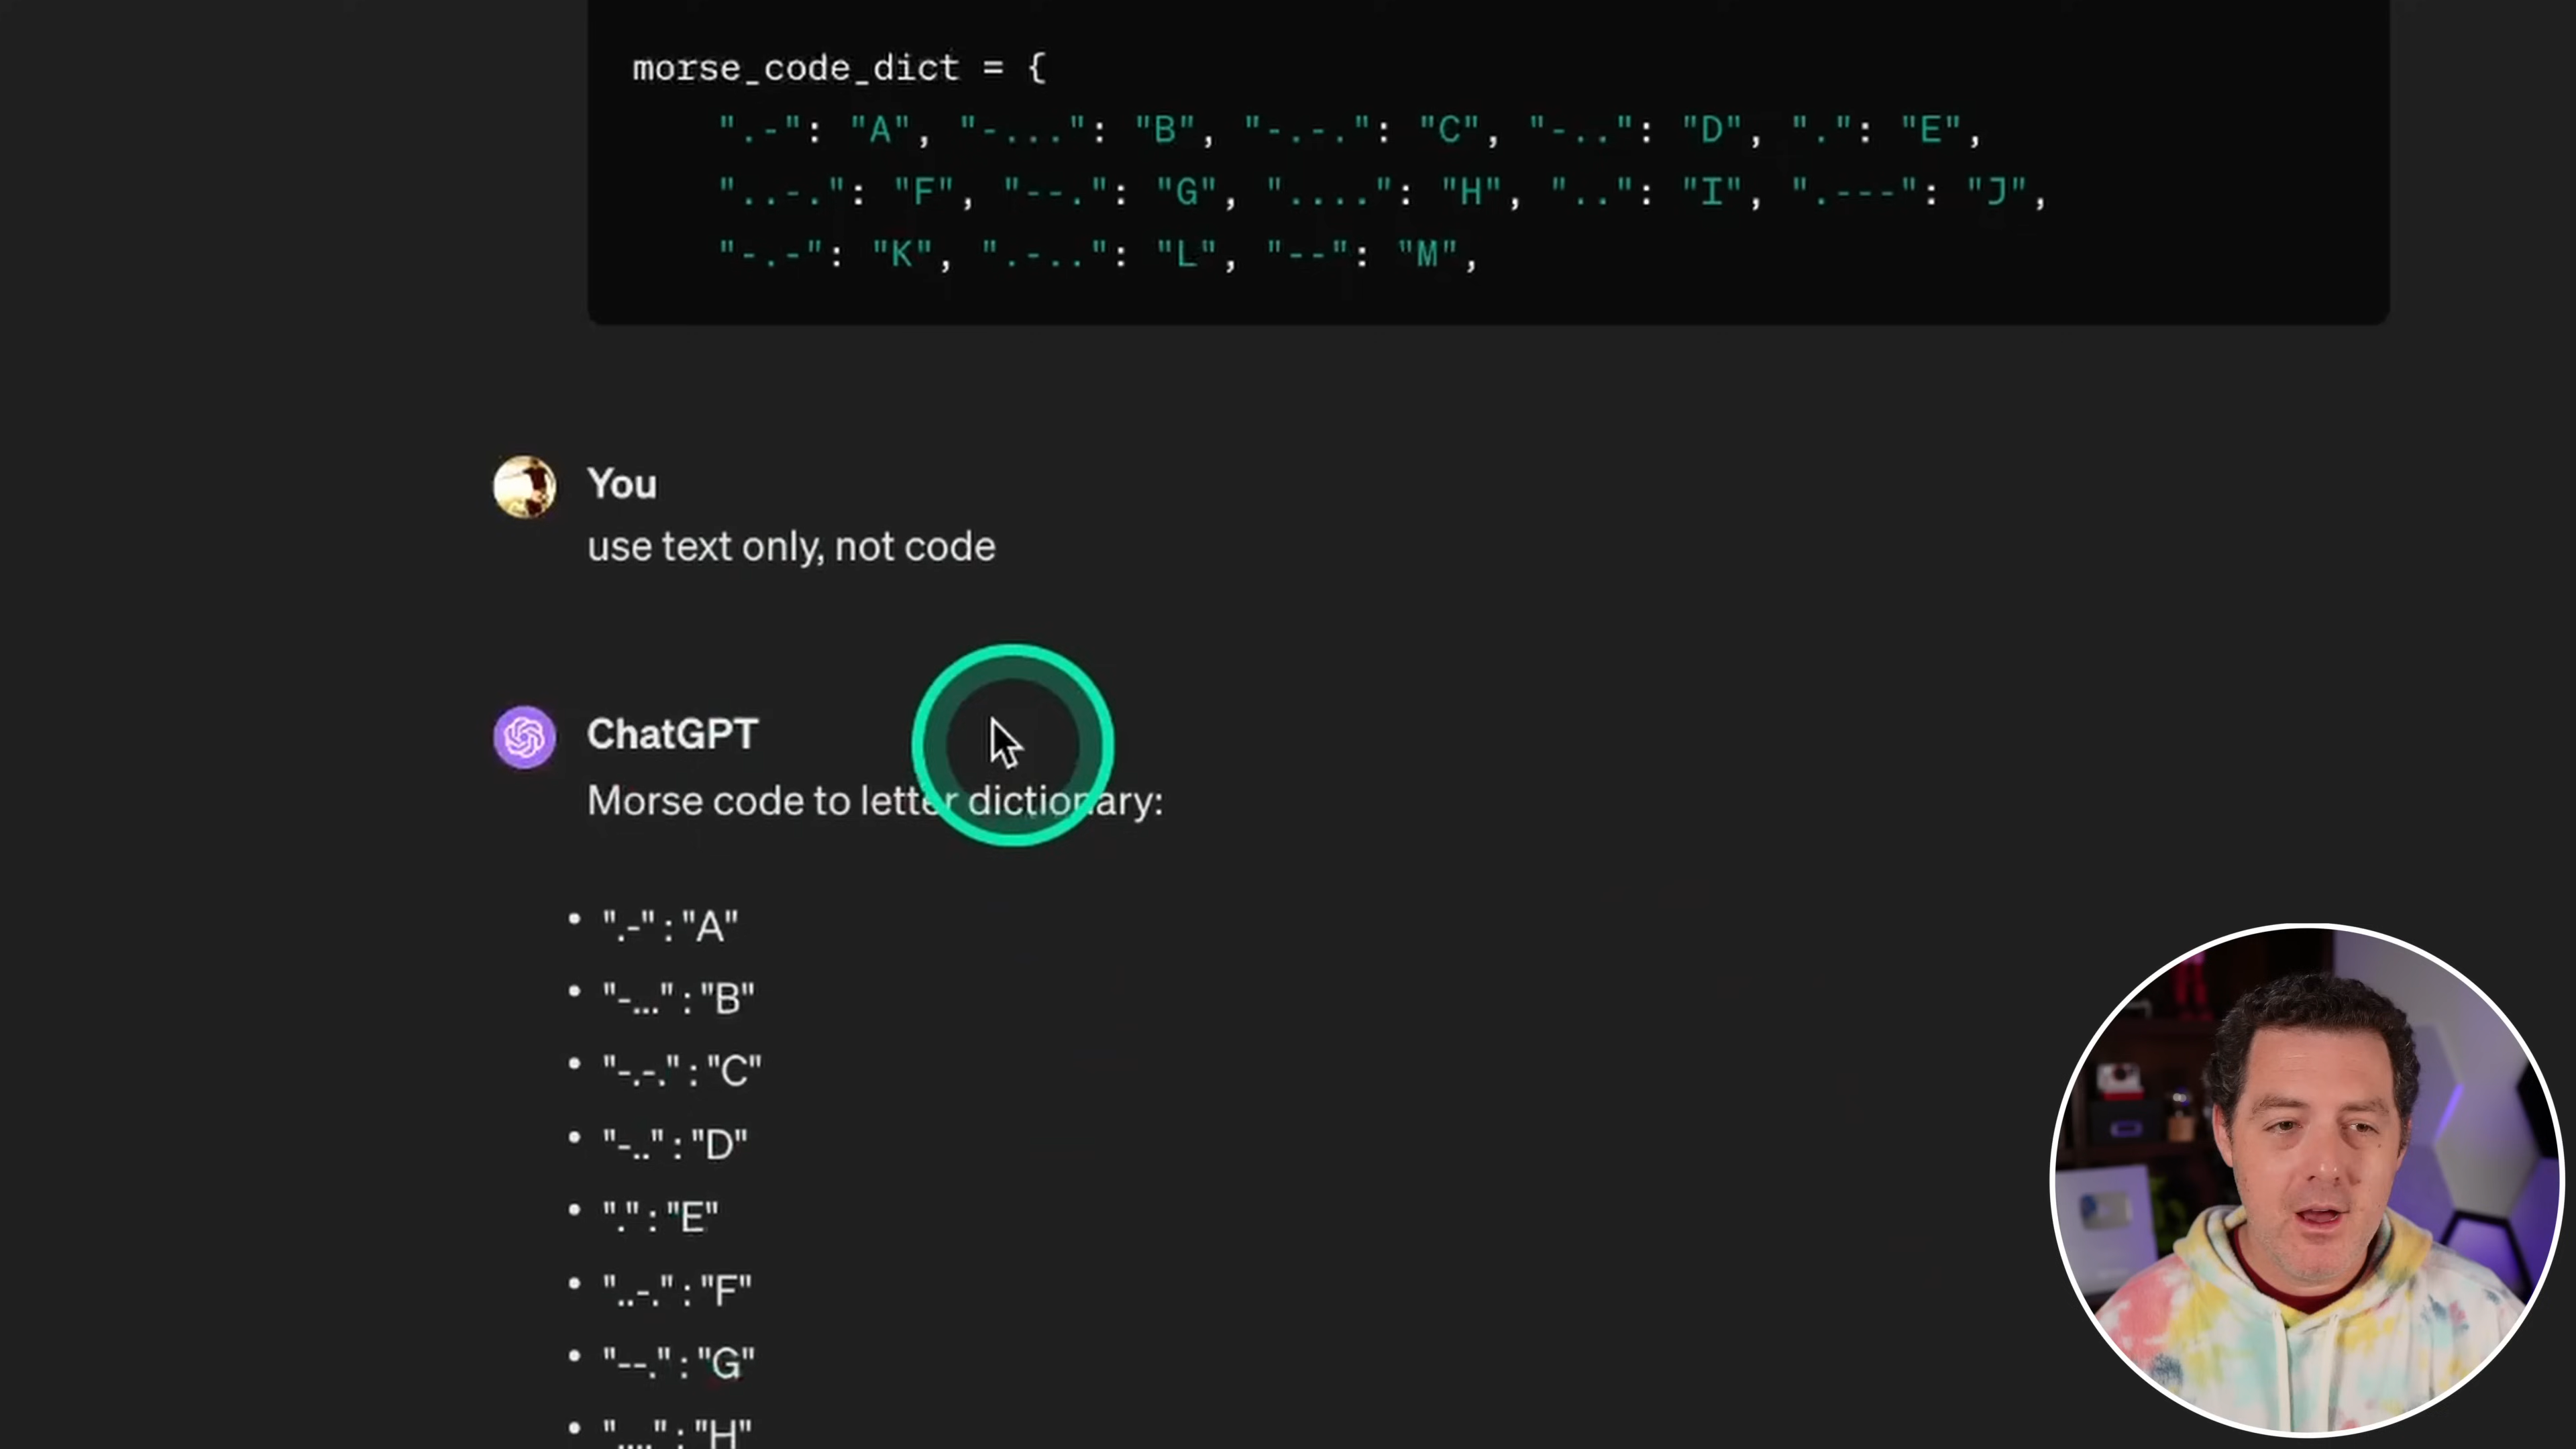 morse_code_dict = {
".-": "A", "-...": "B", "-.-.": "C", "-..": "D", ".": "E",
"..-.": "F", "--.": "G", "....": "H", "..": "I", ".---": "J",
"-.-": "K", ".-..": "L", "--": "M",
You
use text only, not code
ChatGPT
Morse code to letter dictionary:
• ".-" : "A"
• "-..." : "B"
• "-.-." : "C"
• "-.." : "D"
• "." : "E"
• "..-." : "F"
• "--." : "G"
• "...." : "H"